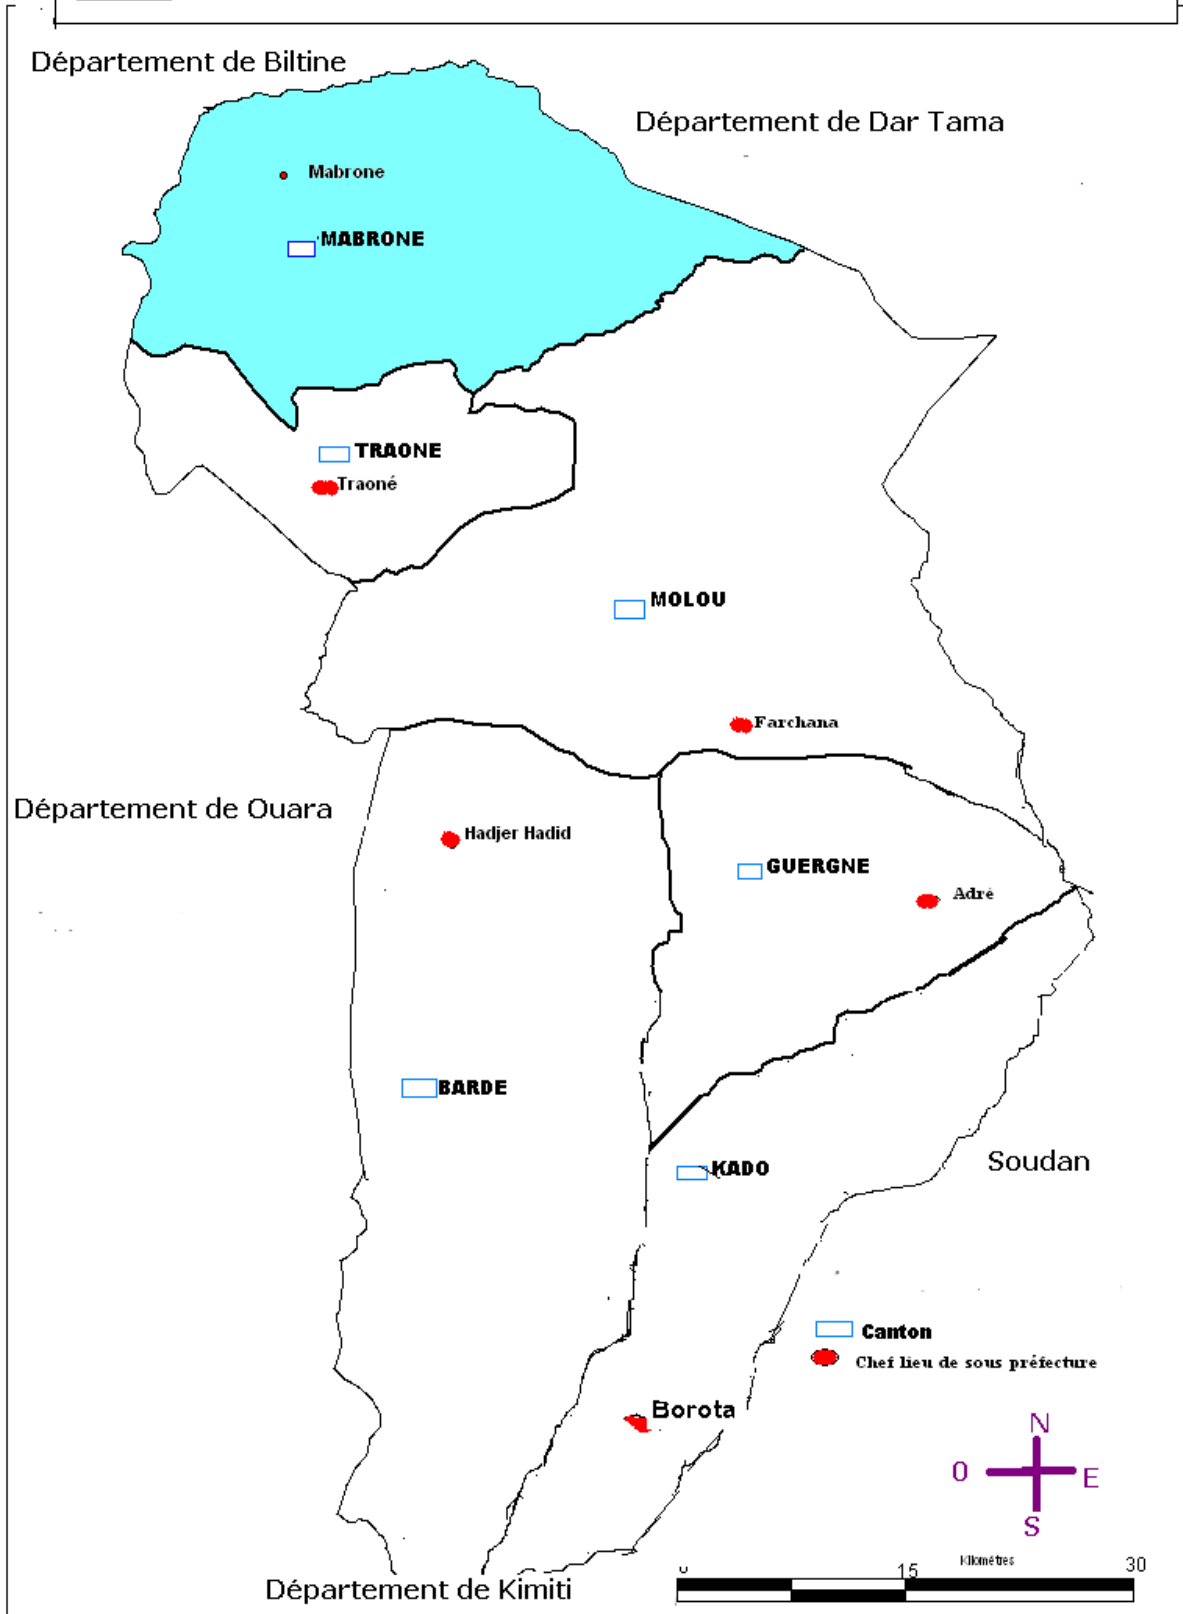 Département de Biltine
Département de Dar Tama
Mabrone
MABRONE
TRAONE
Traoné
MOLOU
Farchana
Département de Ouara
Hadjer Hadid
GUERGNE
Adré
BARDE
KADO
Soudan
Canton
Chef lieu de sous préfecture
Borota
N
O
E
S
Kilométres
0 15 30
Département de Kimiti